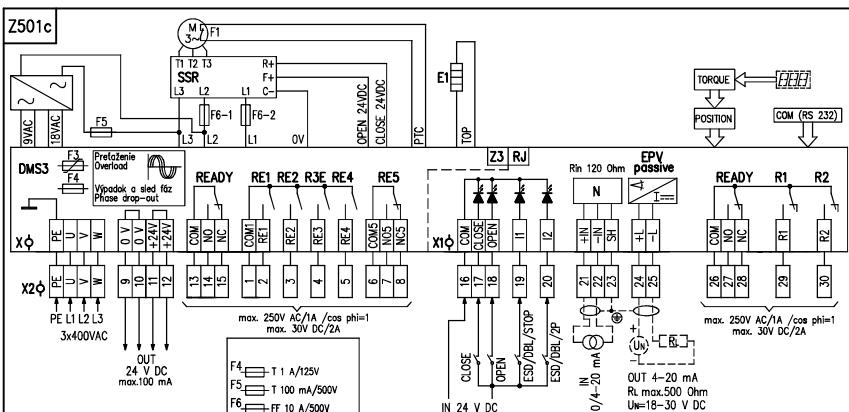 Z501c
M
3~
F1
T1 T2 T3
SSR
R+
F+
C-
L3 L2 L1
E1
TORQUE
POSITION
COM (RS 232)
9VAC
18VAC
F5
F6-1
F6-2
L3 L2 L1 0V
OPEN 24VDC
CLOSE 24VDC
PTC
TOP
DMS3
F3
F4
Preťaženie
Overload
Výpadok a sled fáz
Phase drop-out
READY
RE1 RE2 R3E RE4
RE5
Z3 RJ
Rin 120 Ohm
N
EPV
passive
I
READY
R1
R2
X
PE U V W
0 V 0 V +24V +24V
COM NO NC
COM1 RE1 RE2 RE3 RE4
COM5 NO5 NC5
X1
COM CLOSE OPEN I1 I2
+IN -IN SH
+L -L
COM NO NC
R1
R2
X2
PE U V W
9 10 11 12
13 14 15
1 2 3 4 5
6 7 8
16 17 18 19 20
21 22 23
24 25
26 27 28
29
30
PE L1 L2 L3
3x400VAC
OUT
24 V DC
max.100 mA
max. 250V AC/1A /cos phi=1
max. 30V DC/2A
F4 T 1 A/125V
F5 T 100 mA/500V
F6 FF 10 A/500V
CLOSE
OPEN
ESD/DBL/STOP
ESD/DBL/2P
IN 24 V DC
IN
0/4-20 mA
+
UN
-
RL
OUT 4-20 mA
RL max.500 Ohm
UN=18-30 V DC
max. 250V AC/1A /cos phi=1
max. 30V DC/2A